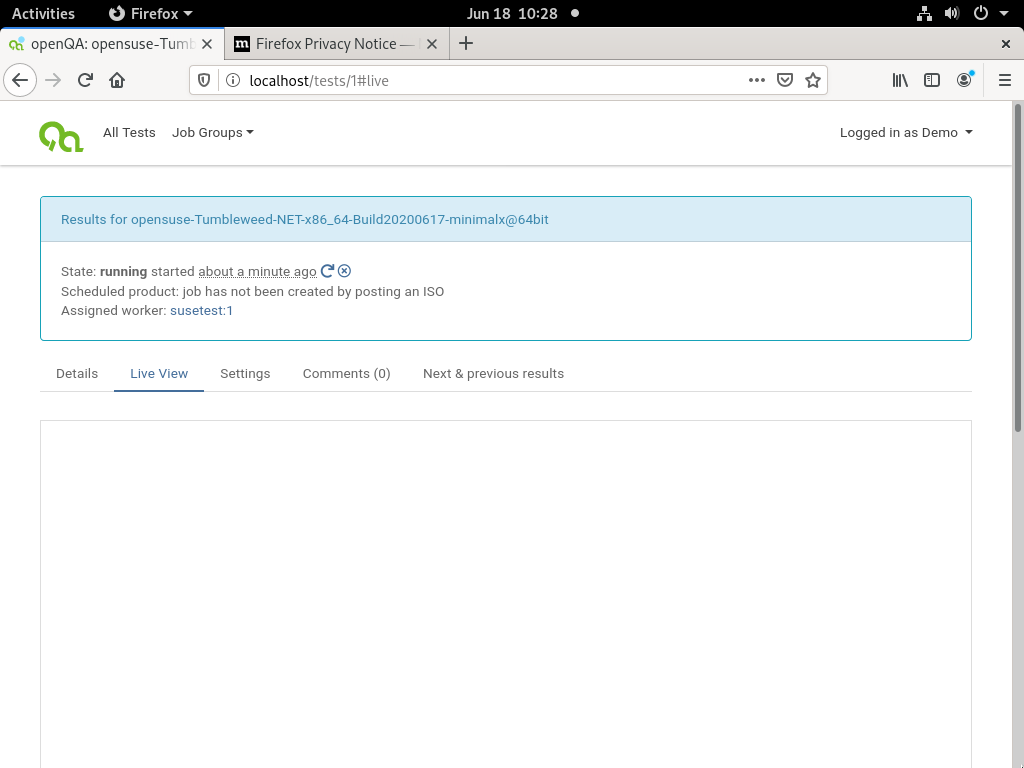 Activities Firefox Jun 18 10:28
openQA: opensuse-Tumb Firefox Privacy Notice —
localhost/tests/1#live
All Tests Job Groups Logged in as Demo
Results for opensuse-Tumbleweed-NET-x86_64-Build20200617-minimalx@64bit
State: running started about a minute ago
Scheduled product: job has not been created by posting an ISO
Assigned worker: susetest:1
Details Live View Settings Comments (0) Next & previous results